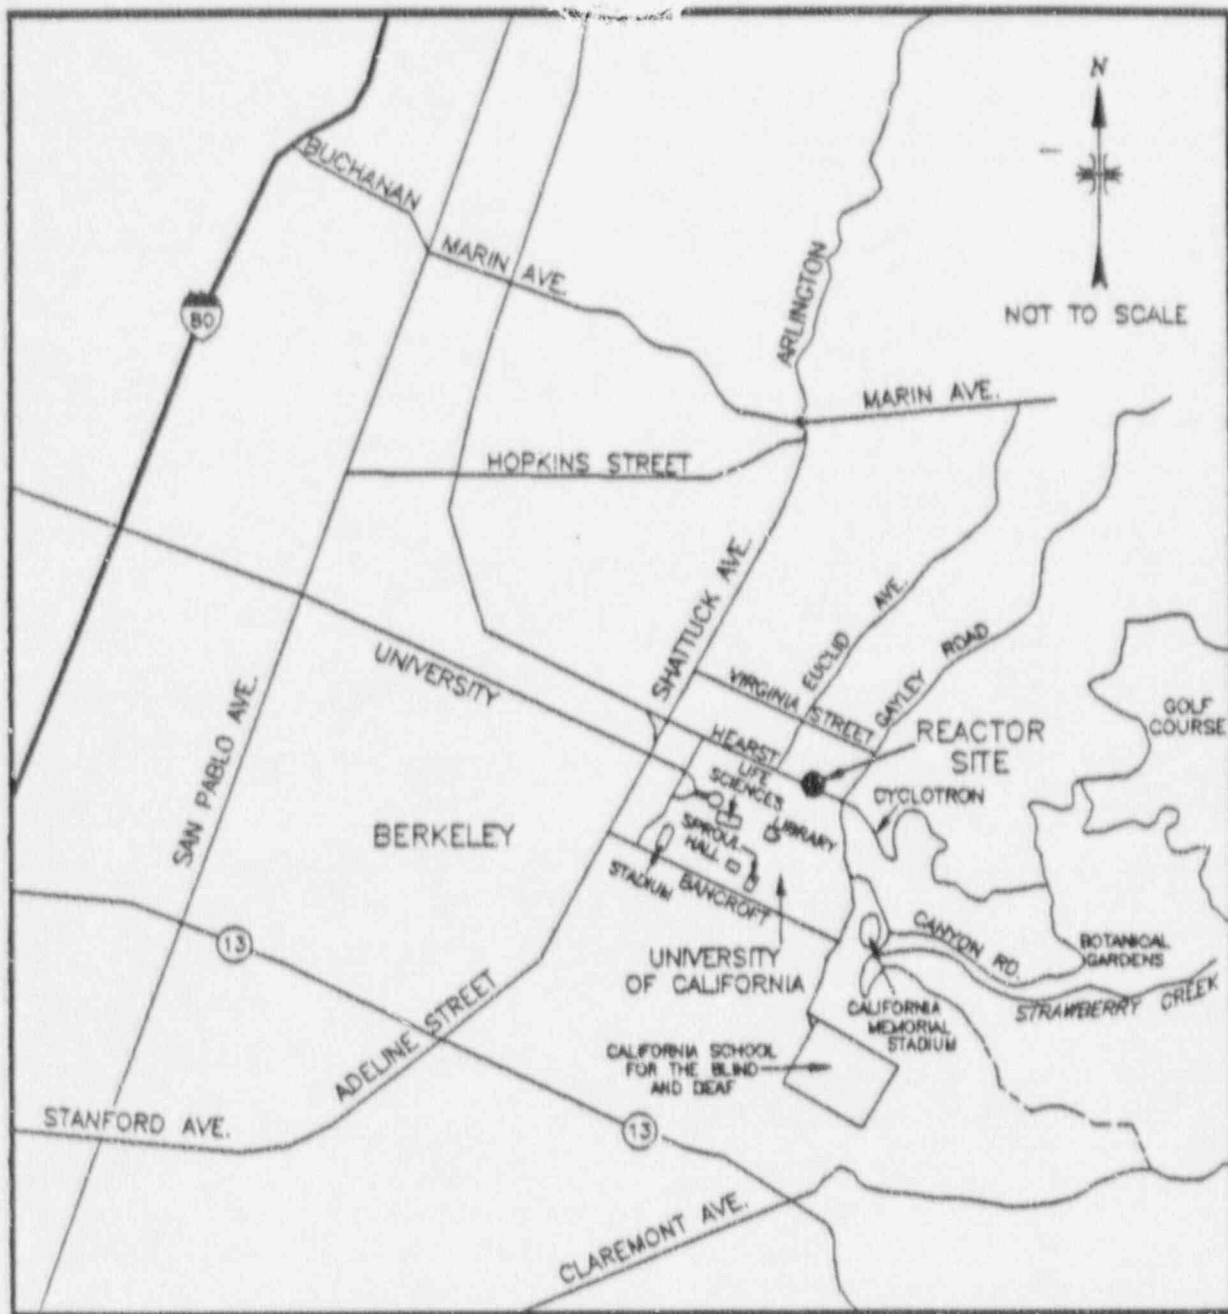 N
NOT TO SCALE
BUCHANAN
MARIN AVE.
80
ARLINGTON
MARIN AVE.
HOPKINS STREET
SHATTUCK AVE.
EUCLID AVE.
GAYLEY ROAD
VIRGINIA STREET
UNIVERSITY
HEARST
REACTOR
SITE
GOLF
COURSE
SAN PABLO AVE.
LIFE
SCIENCES
CYCLOTRON
BERKELEY
SPROUL
HALL
LIBRARY
STADIUM
BANCROFT
13
UNIVERSITY
OF CALIFORNIA
CANYON RD.
BOTANICAL
GARDENS
STRAWBERRY CREEK
CALIFORNIA
MEMORIAL
STADIUM
CALIFORNIA SCHOOL
FOR THE BLIND
AND DEAF
ADELINE STREET
STANFORD AVE.
13
CLAREMONT AVE.